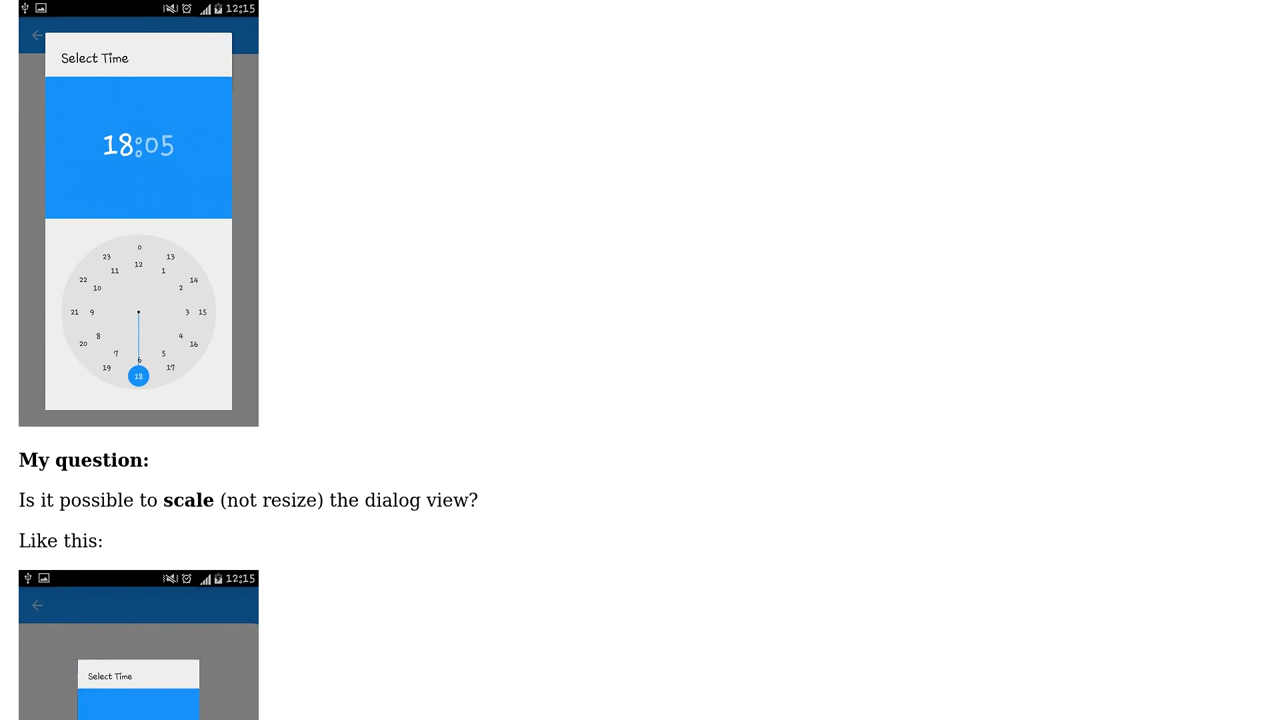 12:15
Select Time
18:05
0
23 13
12
11 1
22 14
10 2
21 9 3 15
8 4
20 16
7 5
6
19 17
18
My question:
Is it possible to scale (not resize) the dialog view?
Like this:
12:15
Select Time